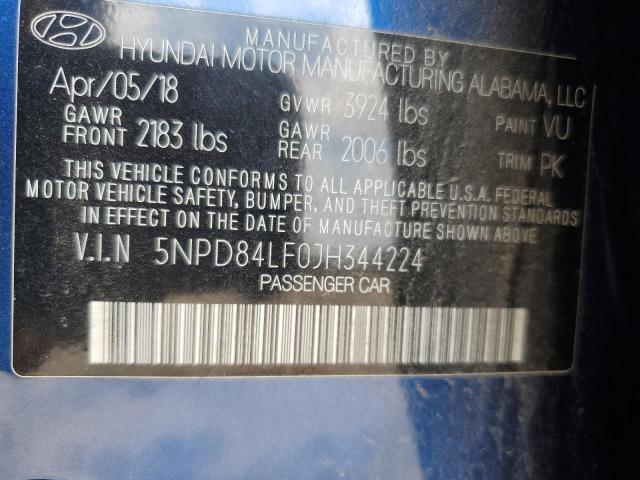 MANUFACTURED BY
HYUNDAI MOTOR MANUFACTURING ALABAMA, LLC
Apr/05/18 GVWR 3924 lbs PAINT VU
GAWR FRONT 2183 lbs GAWR REAR 2006 lbs TRIM PK
THIS VEHICLE CONFORMS TO ALL APPLICABLE U.S.A. FEDERAL
MOTOR VEHICLE SAFETY, BUMPER, AND THEFT PREVENTION STANDARDS
IN EFFECT ON THE DATE OF MANUFACTURE SHOWN ABOVE.
V.I.N 5NPD84LF0JH344224
PASSENGER CAR